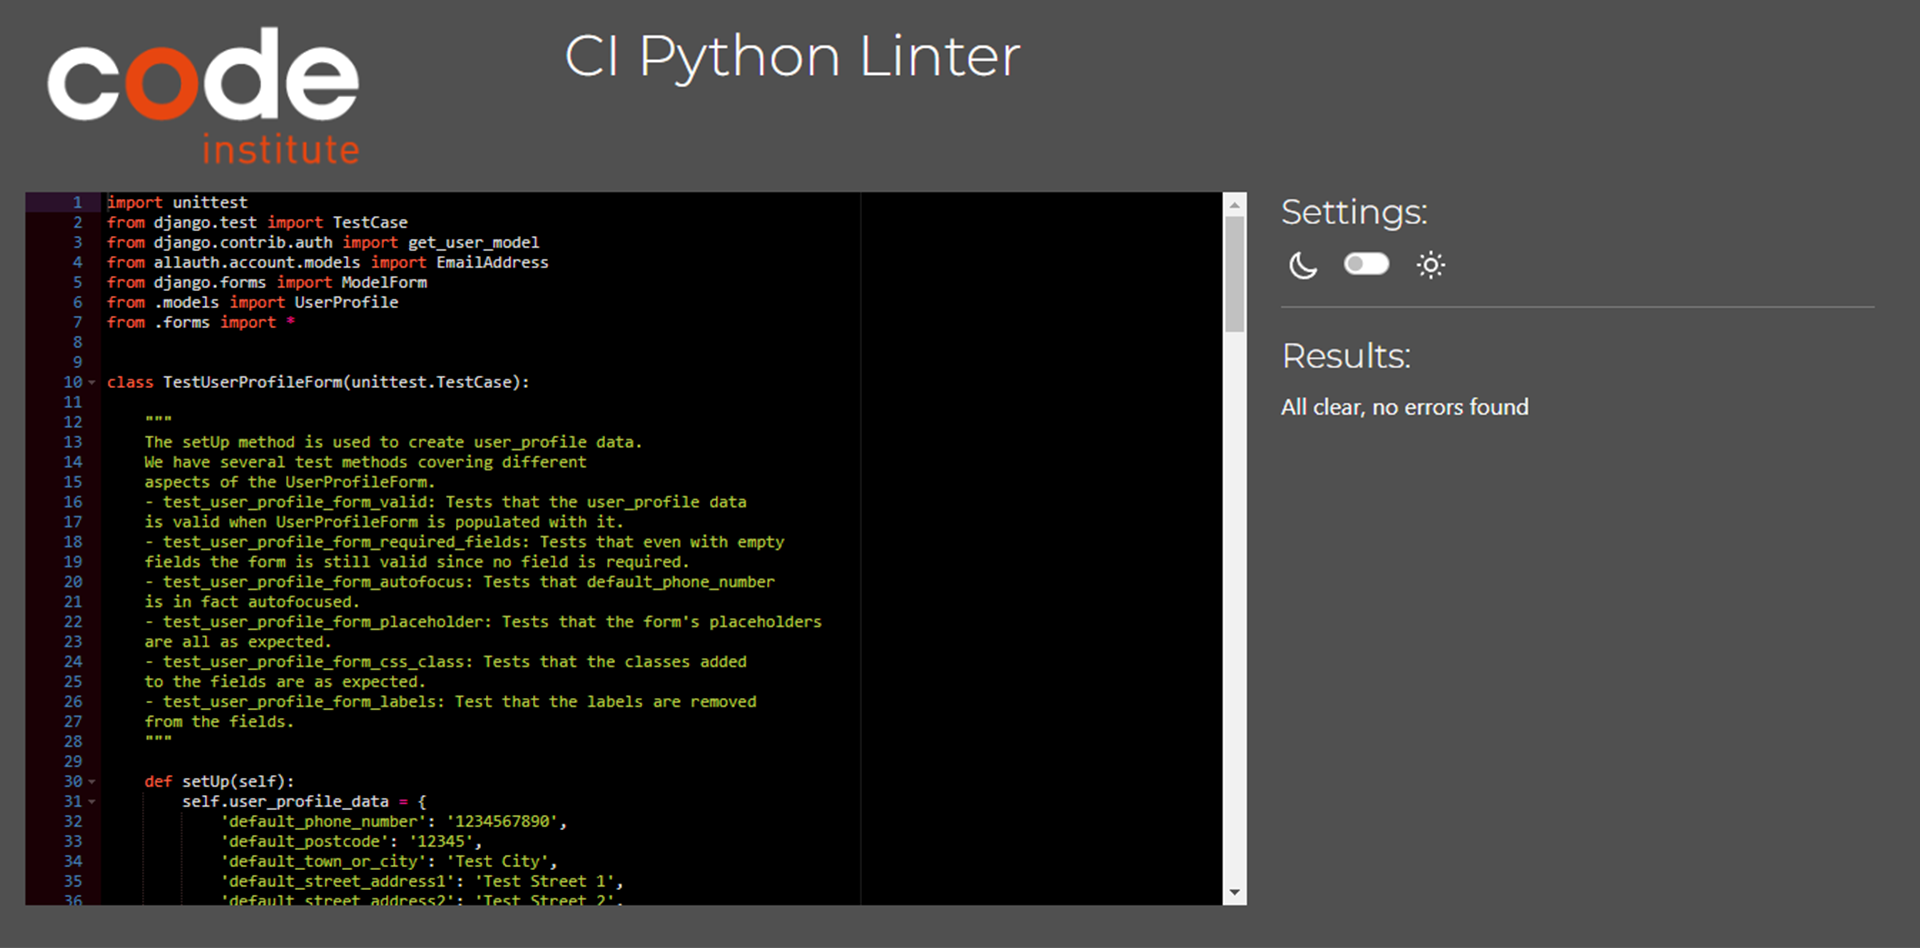 code
institute
CI Python Linter
1 import unittest
2 from django.test import TestCase
3 from django.contrib.auth import get_user_model
4 from allauth.account.models import EmailAddress
5 from django.forms import ModelForm
6 from .models import UserProfile
7 from .forms import *
8
9
10 class TestUserProfileForm(unittest.TestCase):
11
12     """
13     The setUp method is used to create user_profile data.
14     We have several test methods covering different
15     aspects of the UserProfileForm.
16     - test_user_profile_form_valid: Tests that the user_profile data
17     is valid when UserProfileForm is populated with it.
18     - test_user_profile_form_required_fields: Tests that even with empty
19     fields the form is still valid since no field is required.
20     - test_user_profile_form_autofocus: Tests that default_phone_number
21     is in fact autofocused.
22     - test_user_profile_form_placeholder: Tests that the form's placeholders
23     are all as expected.
24     - test_user_profile_form_css_class: Tests that the classes added
25     to the fields are as expected.
26     - test_user_profile_form_labels: Test that the labels are removed
27     from the fields.
28     """
29
30     def setUp(self):
31         self.user_profile_data = {
32             'default_phone_number': '1234567890',
33             'default_postcode': '12345',
34             'default_town_or_city': 'Test City',
35             'default_street_address1': 'Test Street 1',
36             'default_street_address2': 'Test Street 2',
Settings:
Results:
All clear, no errors found